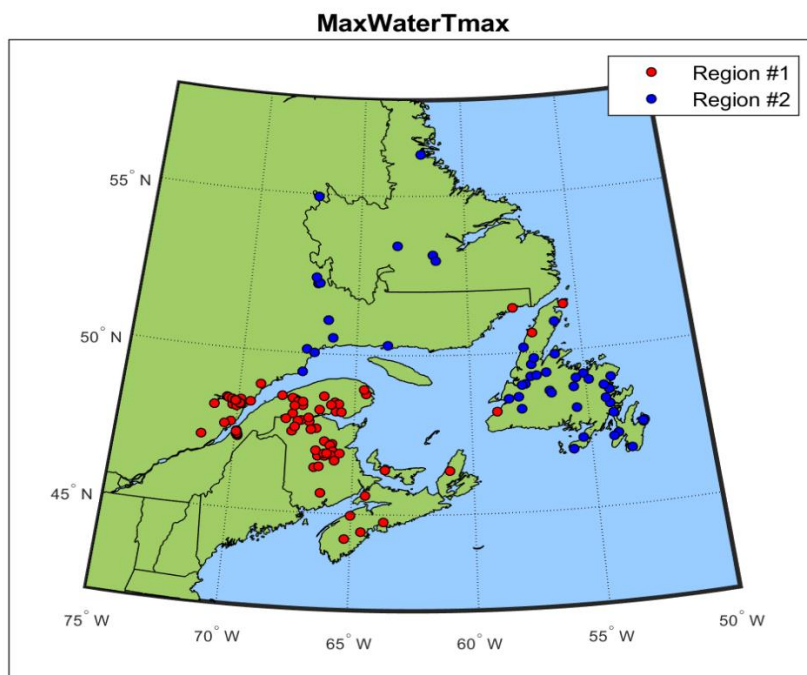 MaxWaterTmax
Region #1
Region #2
55° N
50° N
45° N
75° W
70° W
65° W
60° W
55° W
50° W